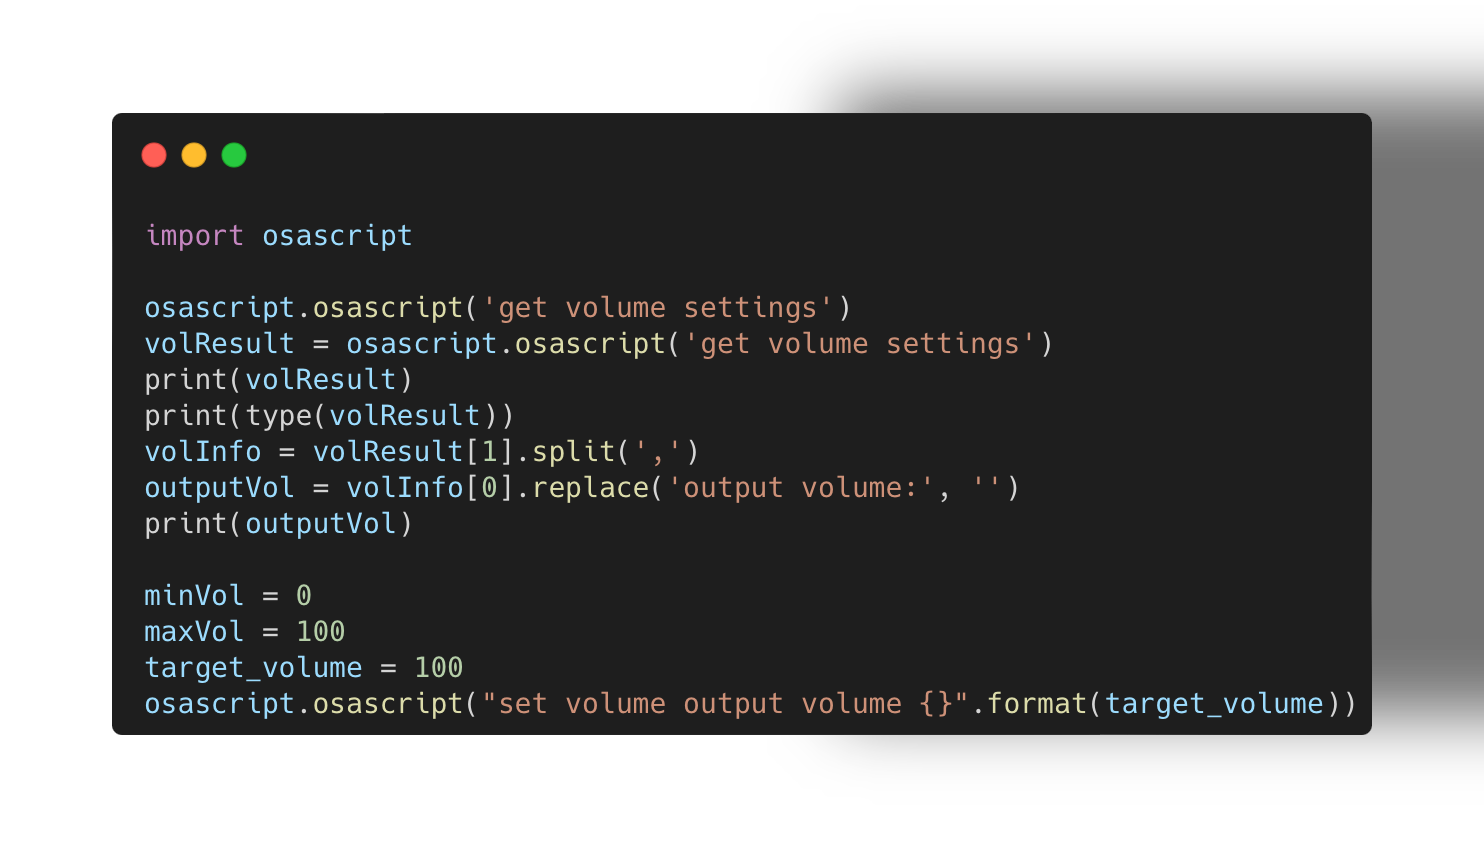 import osascript
osascript.osascript('get volume settings')
volResult = osascript.osascript('get volume settings')
print(volResult)
print(type(volResult))
volInfo = volResult[1].split(',')
outputVol = volInfo[0].replace('output volume:', '')
print(outputVol)
minVol = 0
maxVol = 100
target_volume = 100
osascript.osascript("set volume output volume {}".format(target_volume))